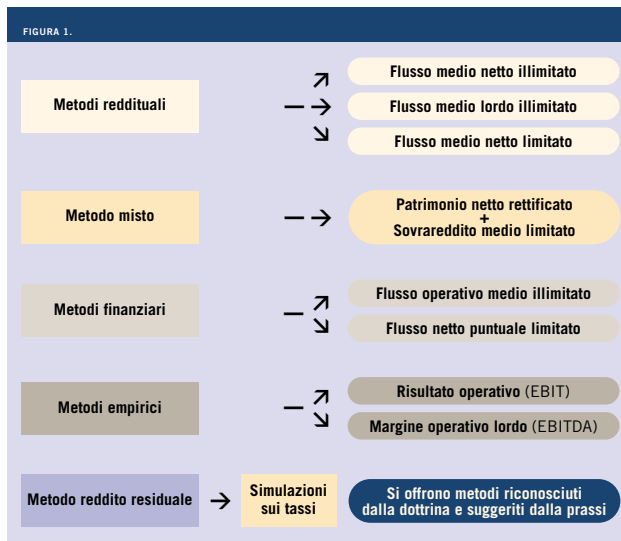 FIGURA 1.
Metodi reddituali
Flusso medio netto illimitato
Flusso medio lordo illimitato
Flusso medio netto limitato
Metodo misto
Patrimonio netto rettificato
+
Sovrareddito medio limitato
Metodi finanziari
Flusso operativo medio illimitato
Flusso netto puntuale limitato
Metodi empirici
Risultato operativo (EBIT)
Margine operativo lordo (EBITDA)
Metodo reddito residuale
Simulazioni
sui tassi
Si offrono metodi riconosciuti
dalla dottrina e suggeriti dalla prassi